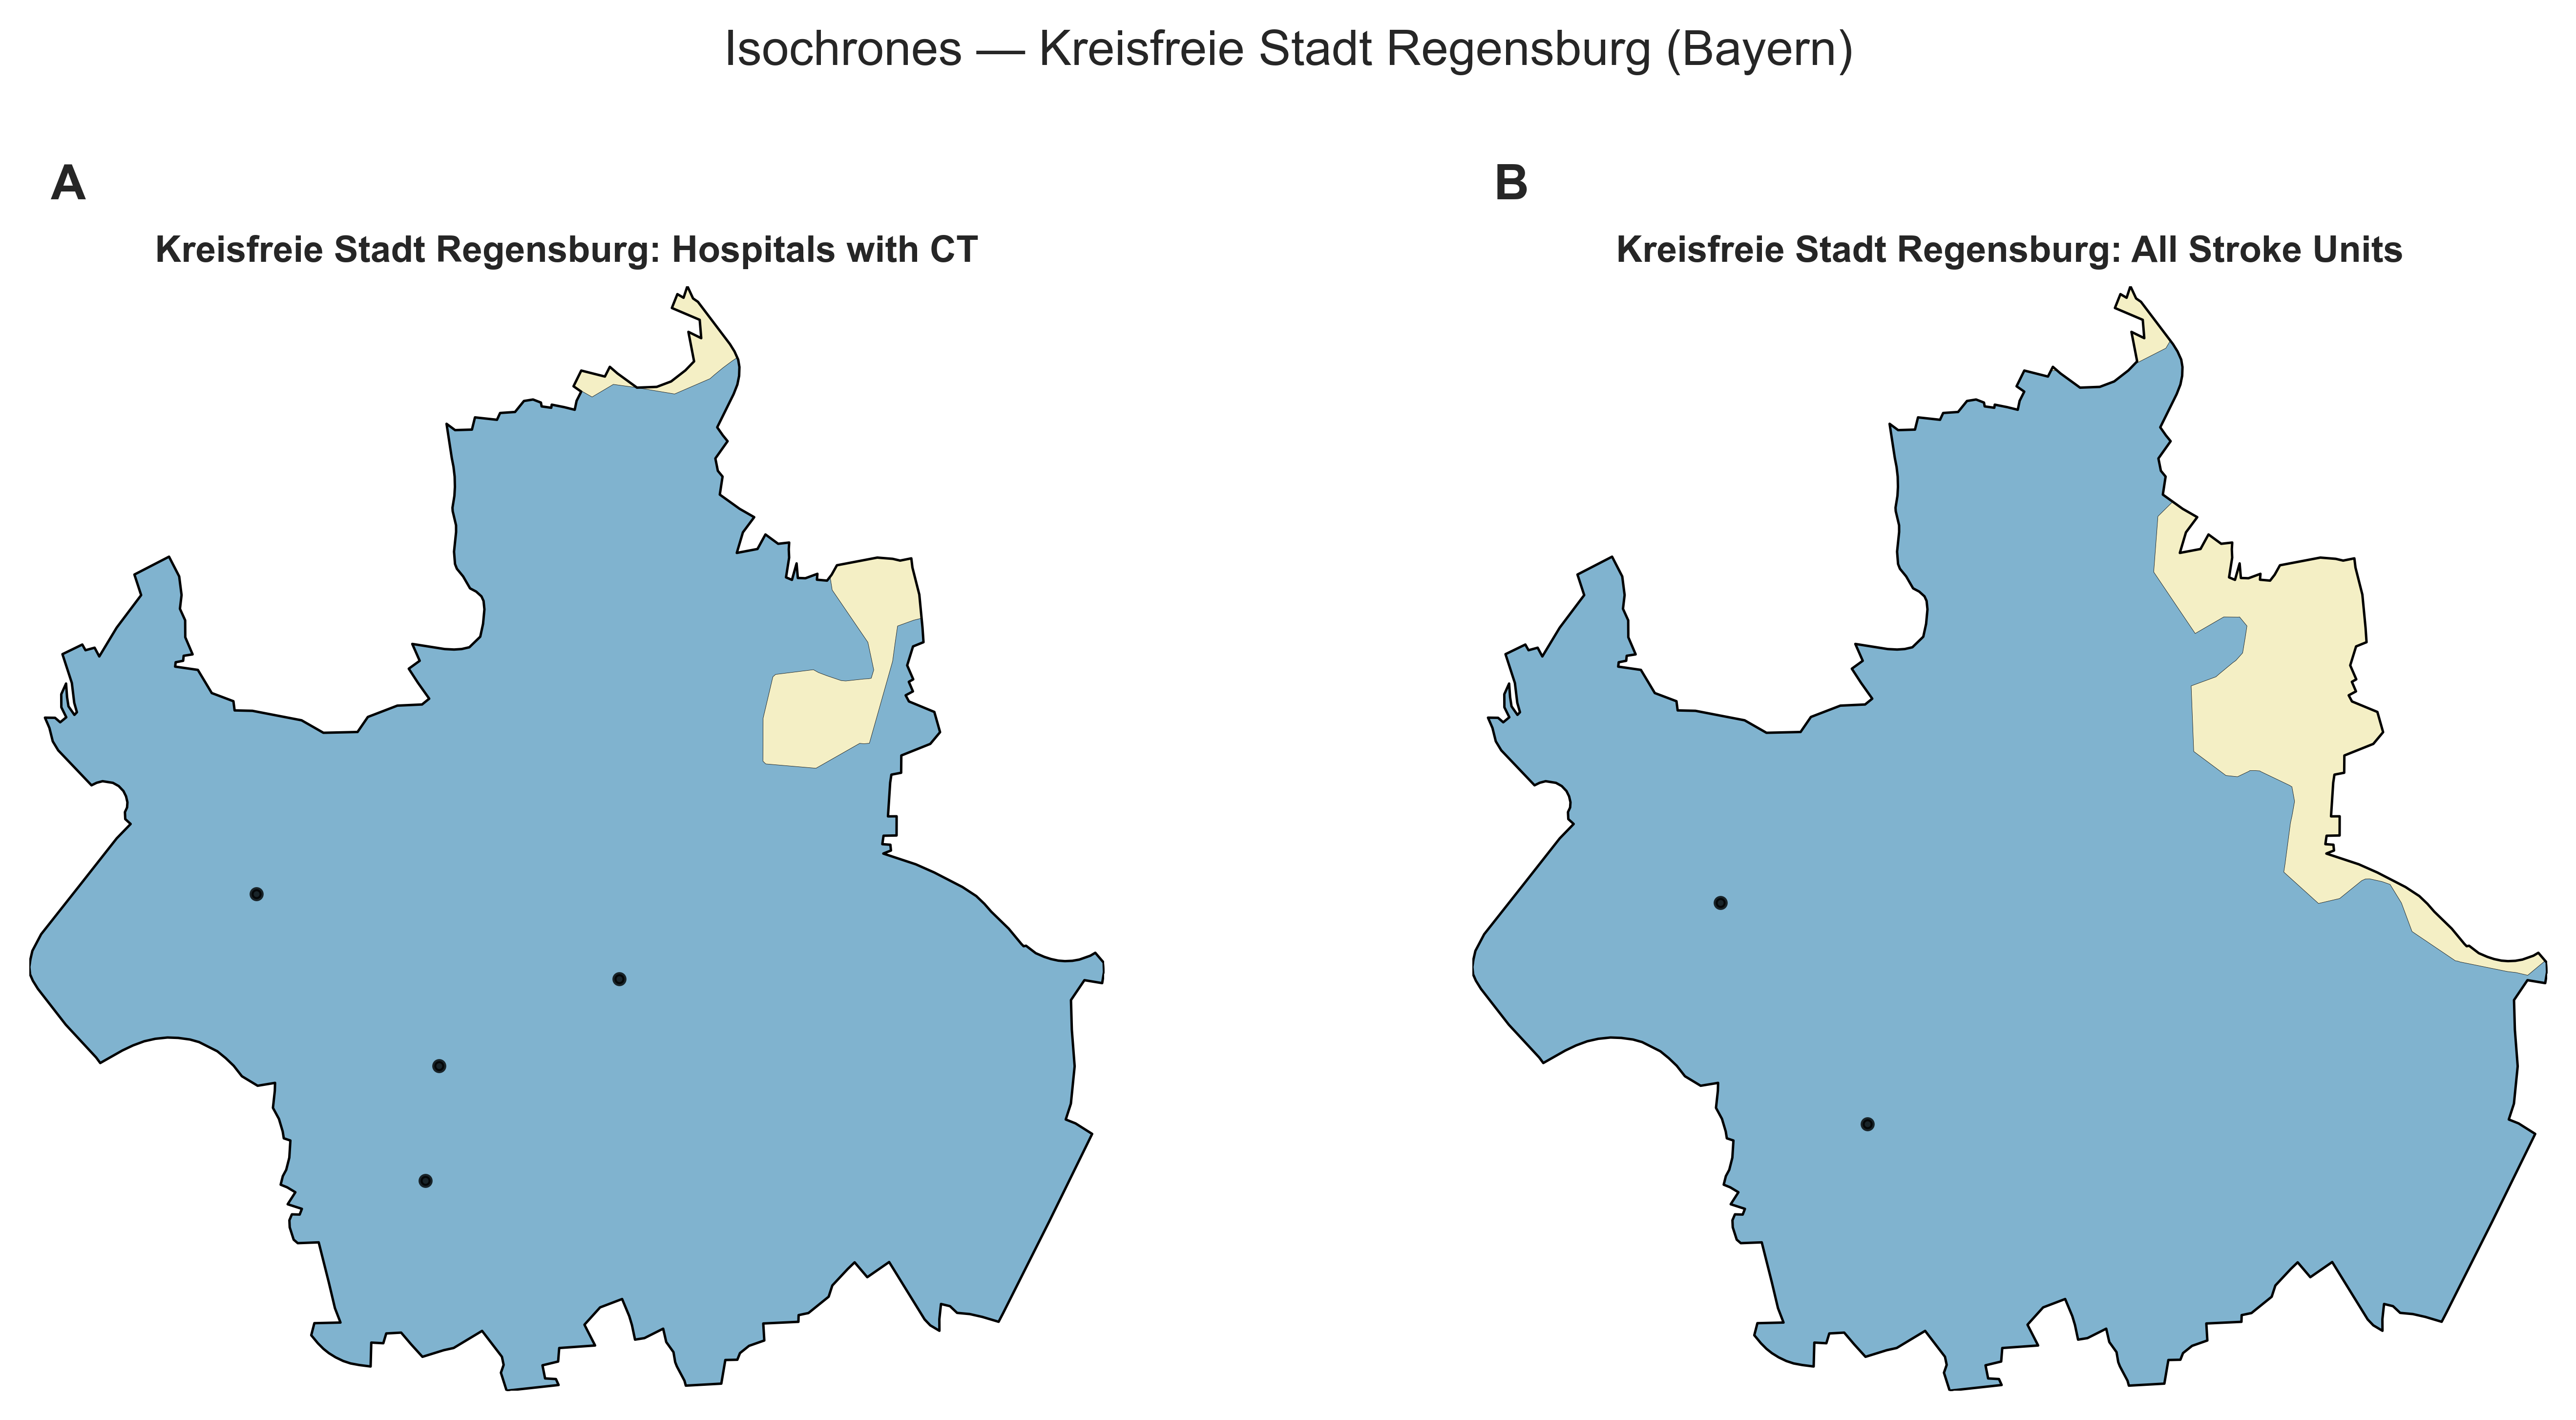 Isochrones — Kreisfreie Stadt Regensburg (Bayern)
A
Kreisfreie Stadt Regensburg: Hospitals with CT
B
Kreisfreie Stadt Regensburg: All Stroke Units